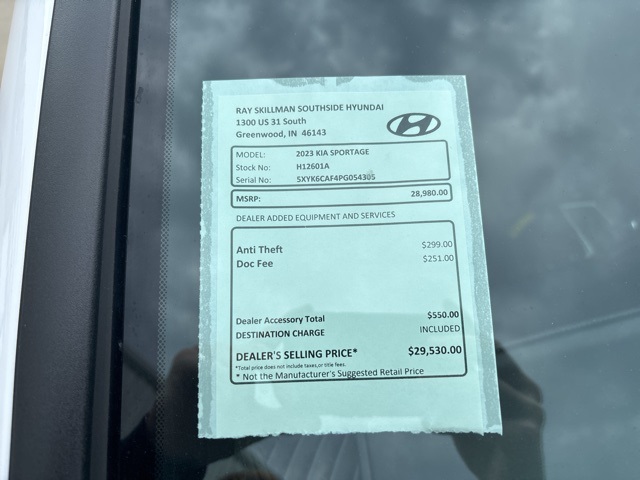 RAY SKILLMAN SOUTHSIDE HYUNDAI
1300 US 31 South
Greenwood, IN 46143
MODEL: 2023 KIA SPORTAGE
Stock No: H12601A
Serial No: 5XYK6CAF4PG054305
MSRP: 28,980.00
DEALER ADDED EQUIPMENT AND SERVICES
Anti Theft $299.00
Doc Fee $251.00
Dealer Accessory Total $550.00
DESTINATION CHARGE INCLUDED
DEALER'S SELLING PRICE* $29,530.00
*Total price does not include taxes,or title fees.
* Not the Manufacturer's Suggested Retail Price